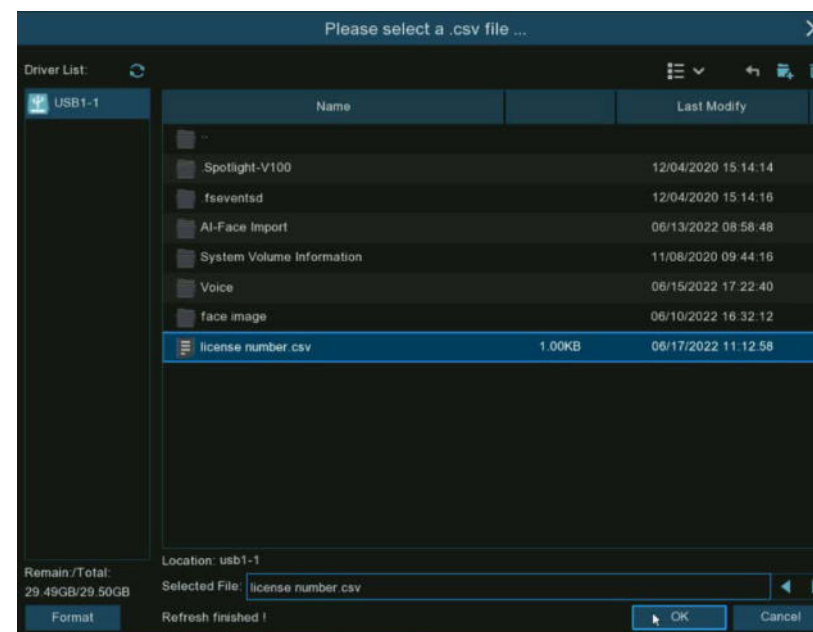 Please select a .csv file ...
Driver List:
USB1-1
Name Last Modify
..
.Spotlight-V100 12/04/2020 15:14:14
.fseventsd 12/04/2020 15:14:16
AI-Face Import 06/13/2022 08:58:48
System Volume Information 11/08/2020 09:44:16
Voice 06/15/2022 17:22:40
face image 06/10/2022 16:32:12
license number.csv 1.00KB 06/17/2022 11:12:58
Location: usb1-1
Remain:/Total:
29.49GB/29.50GB
Selected File: license number.csv
Format
Refresh finished !
OK
Cancel